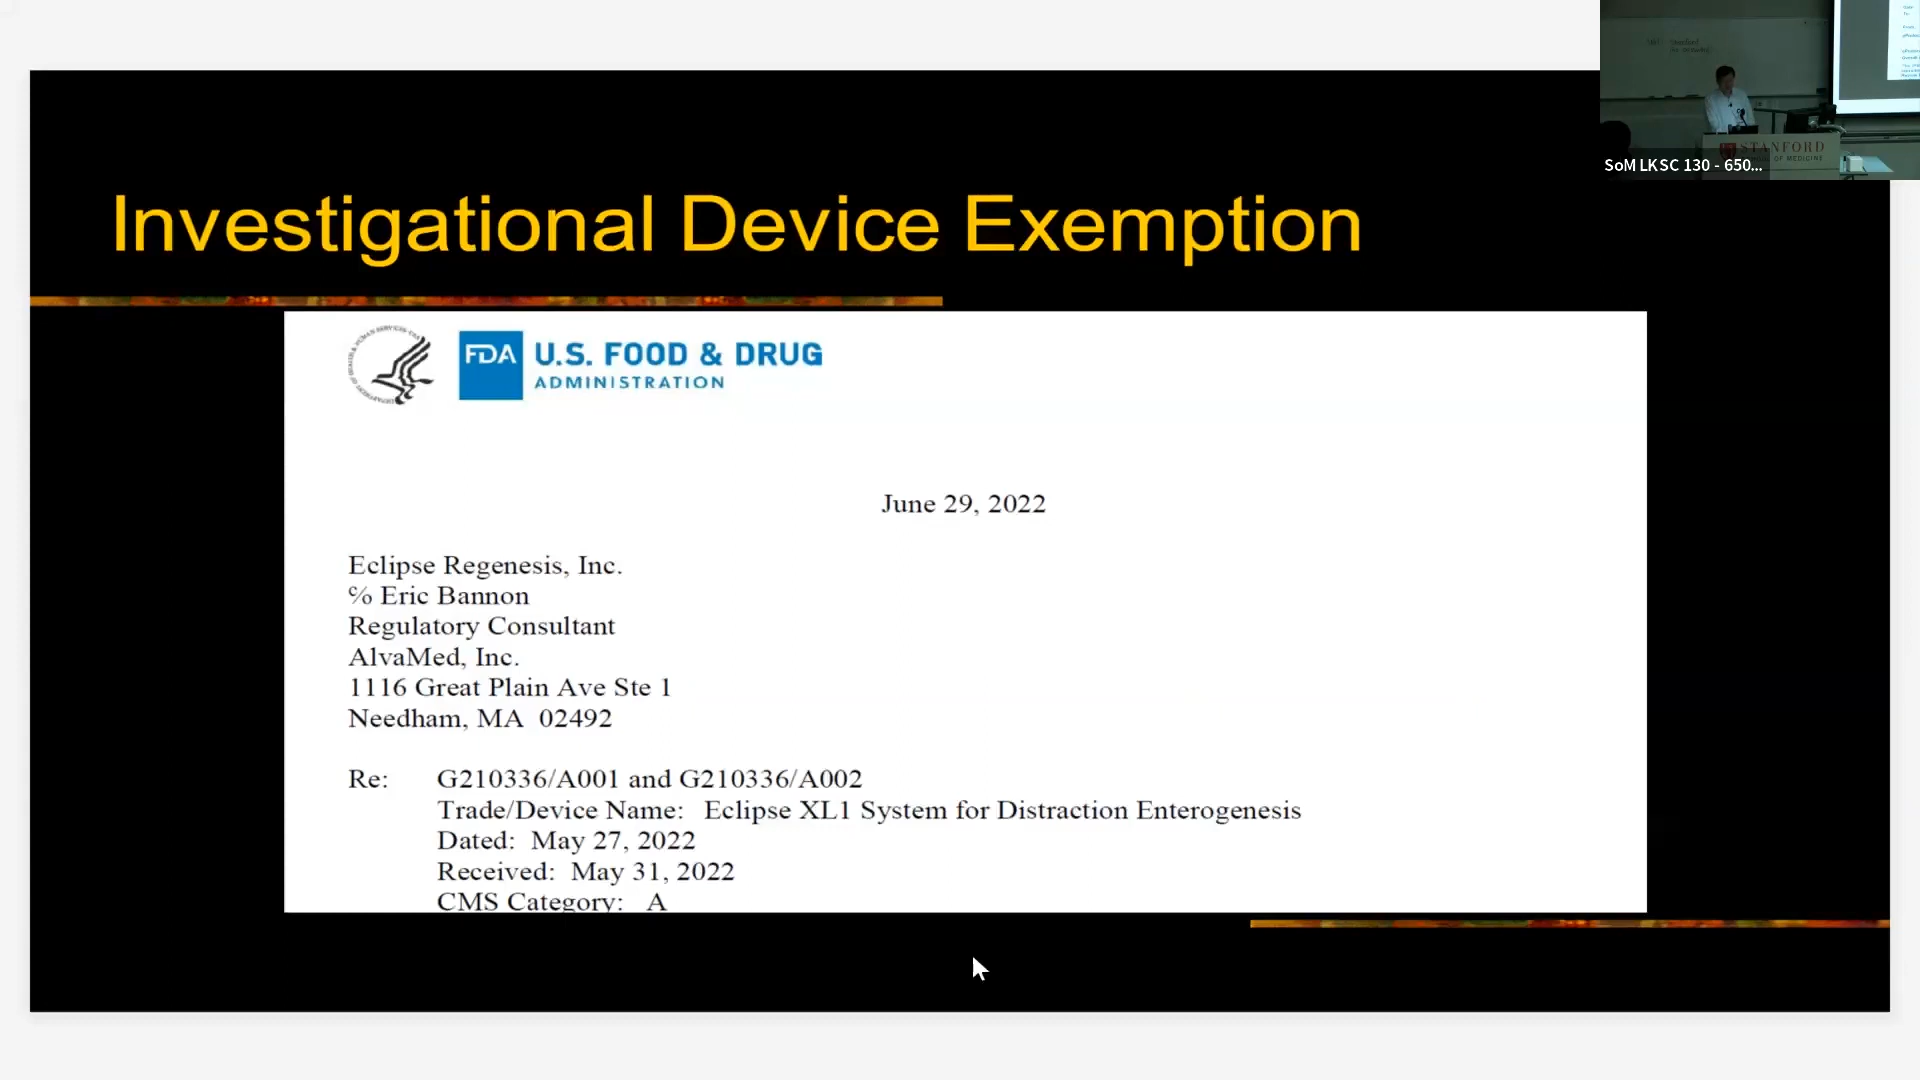 Investigational Device Exemption
FDA U.S. FOOD & DRUG
ADMINISTRATION
June 29, 2022
Eclipse Regenesis, Inc.
℅ Eric Bannon
Regulatory Consultant
AlvaMed, Inc.
1116 Great Plain Ave Ste 1
Needham, MA  02492
Re: G210336/A001 and G210336/A002
Trade/Device Name: Eclipse XL1 System for Distraction Enterogenesis
Dated: May 27, 2022
Received: May 31, 2022
CMS Category: A
STANFORD
SCHOOL OF MEDICINE
SoM LKSC 130 - 650...